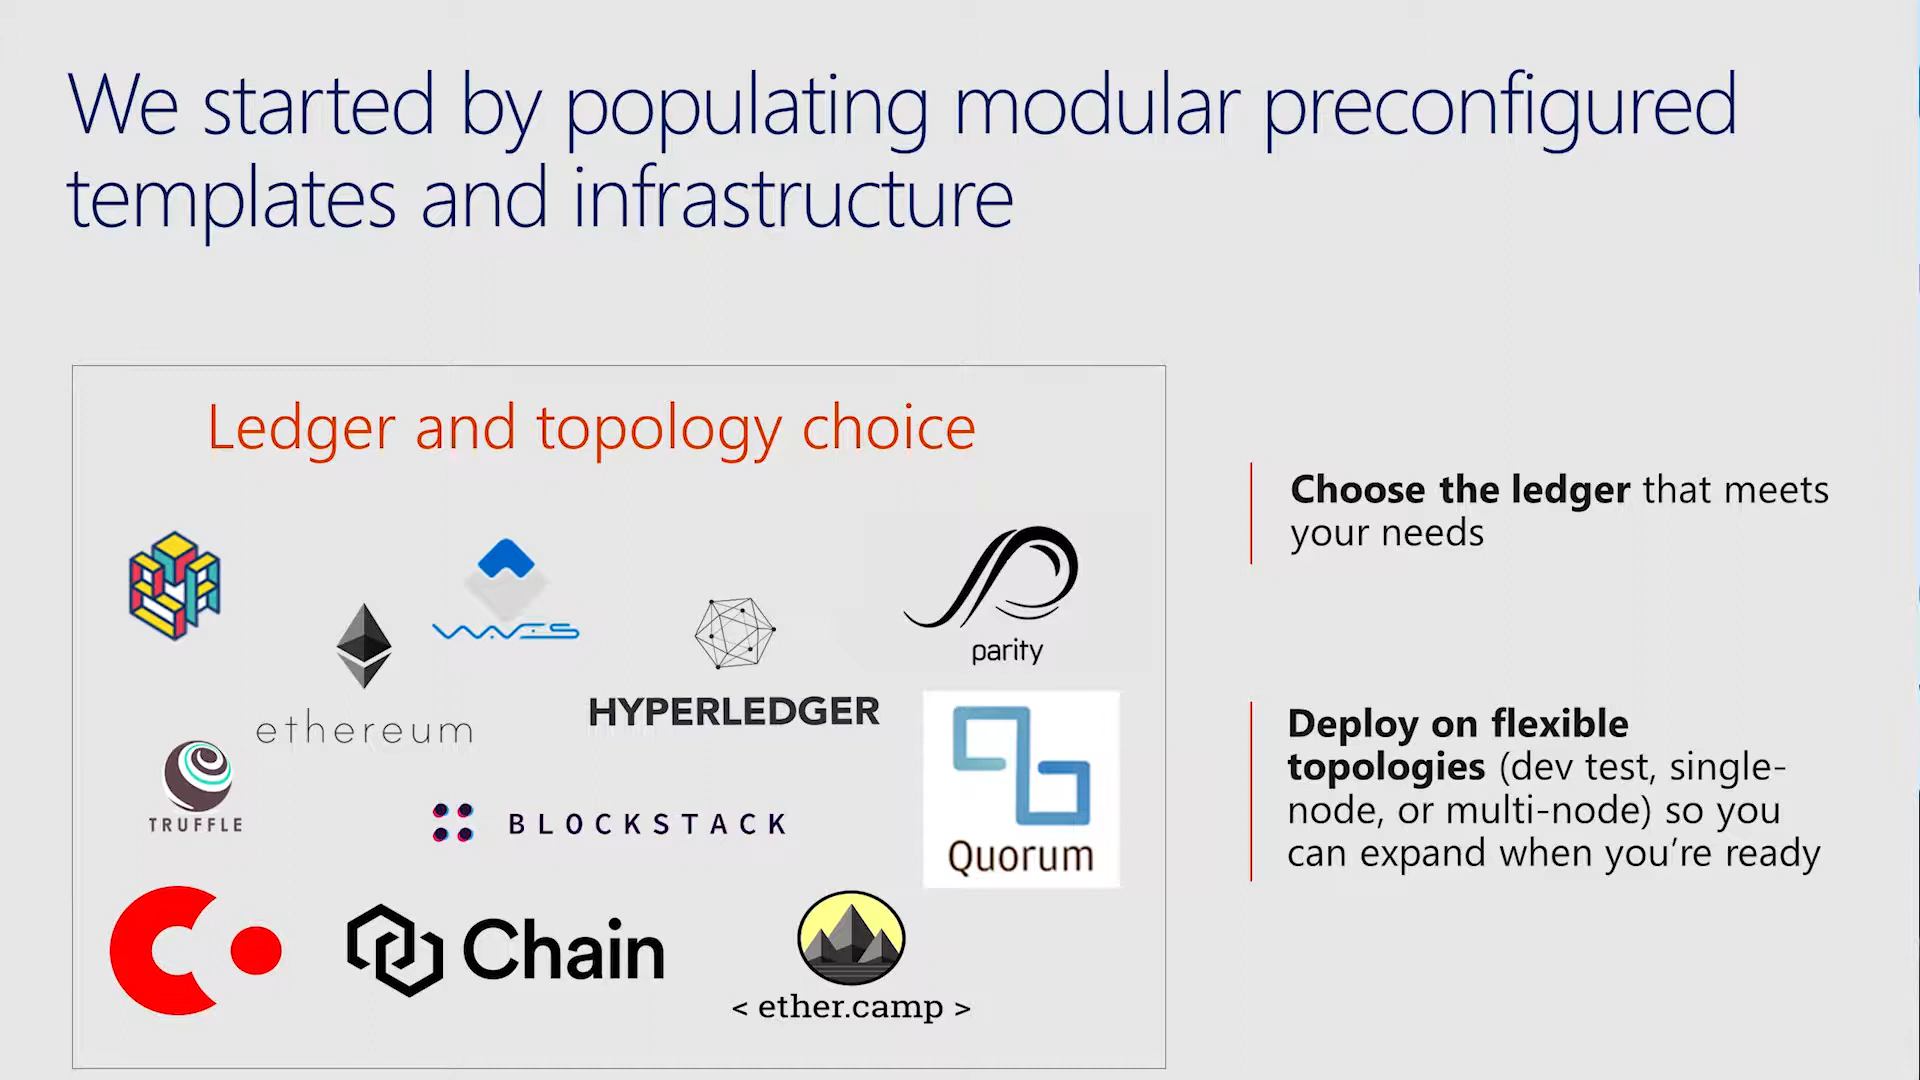 We started by populating modular preconfigured
templates and infrastructure
Ledger and topology choice
WAVES
parity
ethereum
HYPERLEDGER
TRUFFLE
BLOCKSTACK
Quorum
Chain
< ether.camp >
Choose the ledger that meets
your needs
Deploy on flexible
topologies (dev test, single-
node, or multi-node) so you
can expand when you’re ready